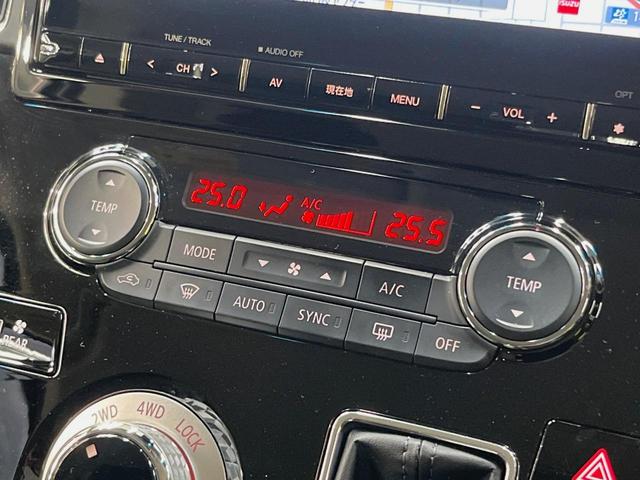 ISUZU
TUNE / TRACK
AUDIO OFF
OPT
< CH >
AV
現在地
MENU
− VOL +
25.0
A/C
25.5
TEMP
MODE
A/C
TEMP
AUTO
SYNC
OFF
REAR
2WD 4WD LOCK